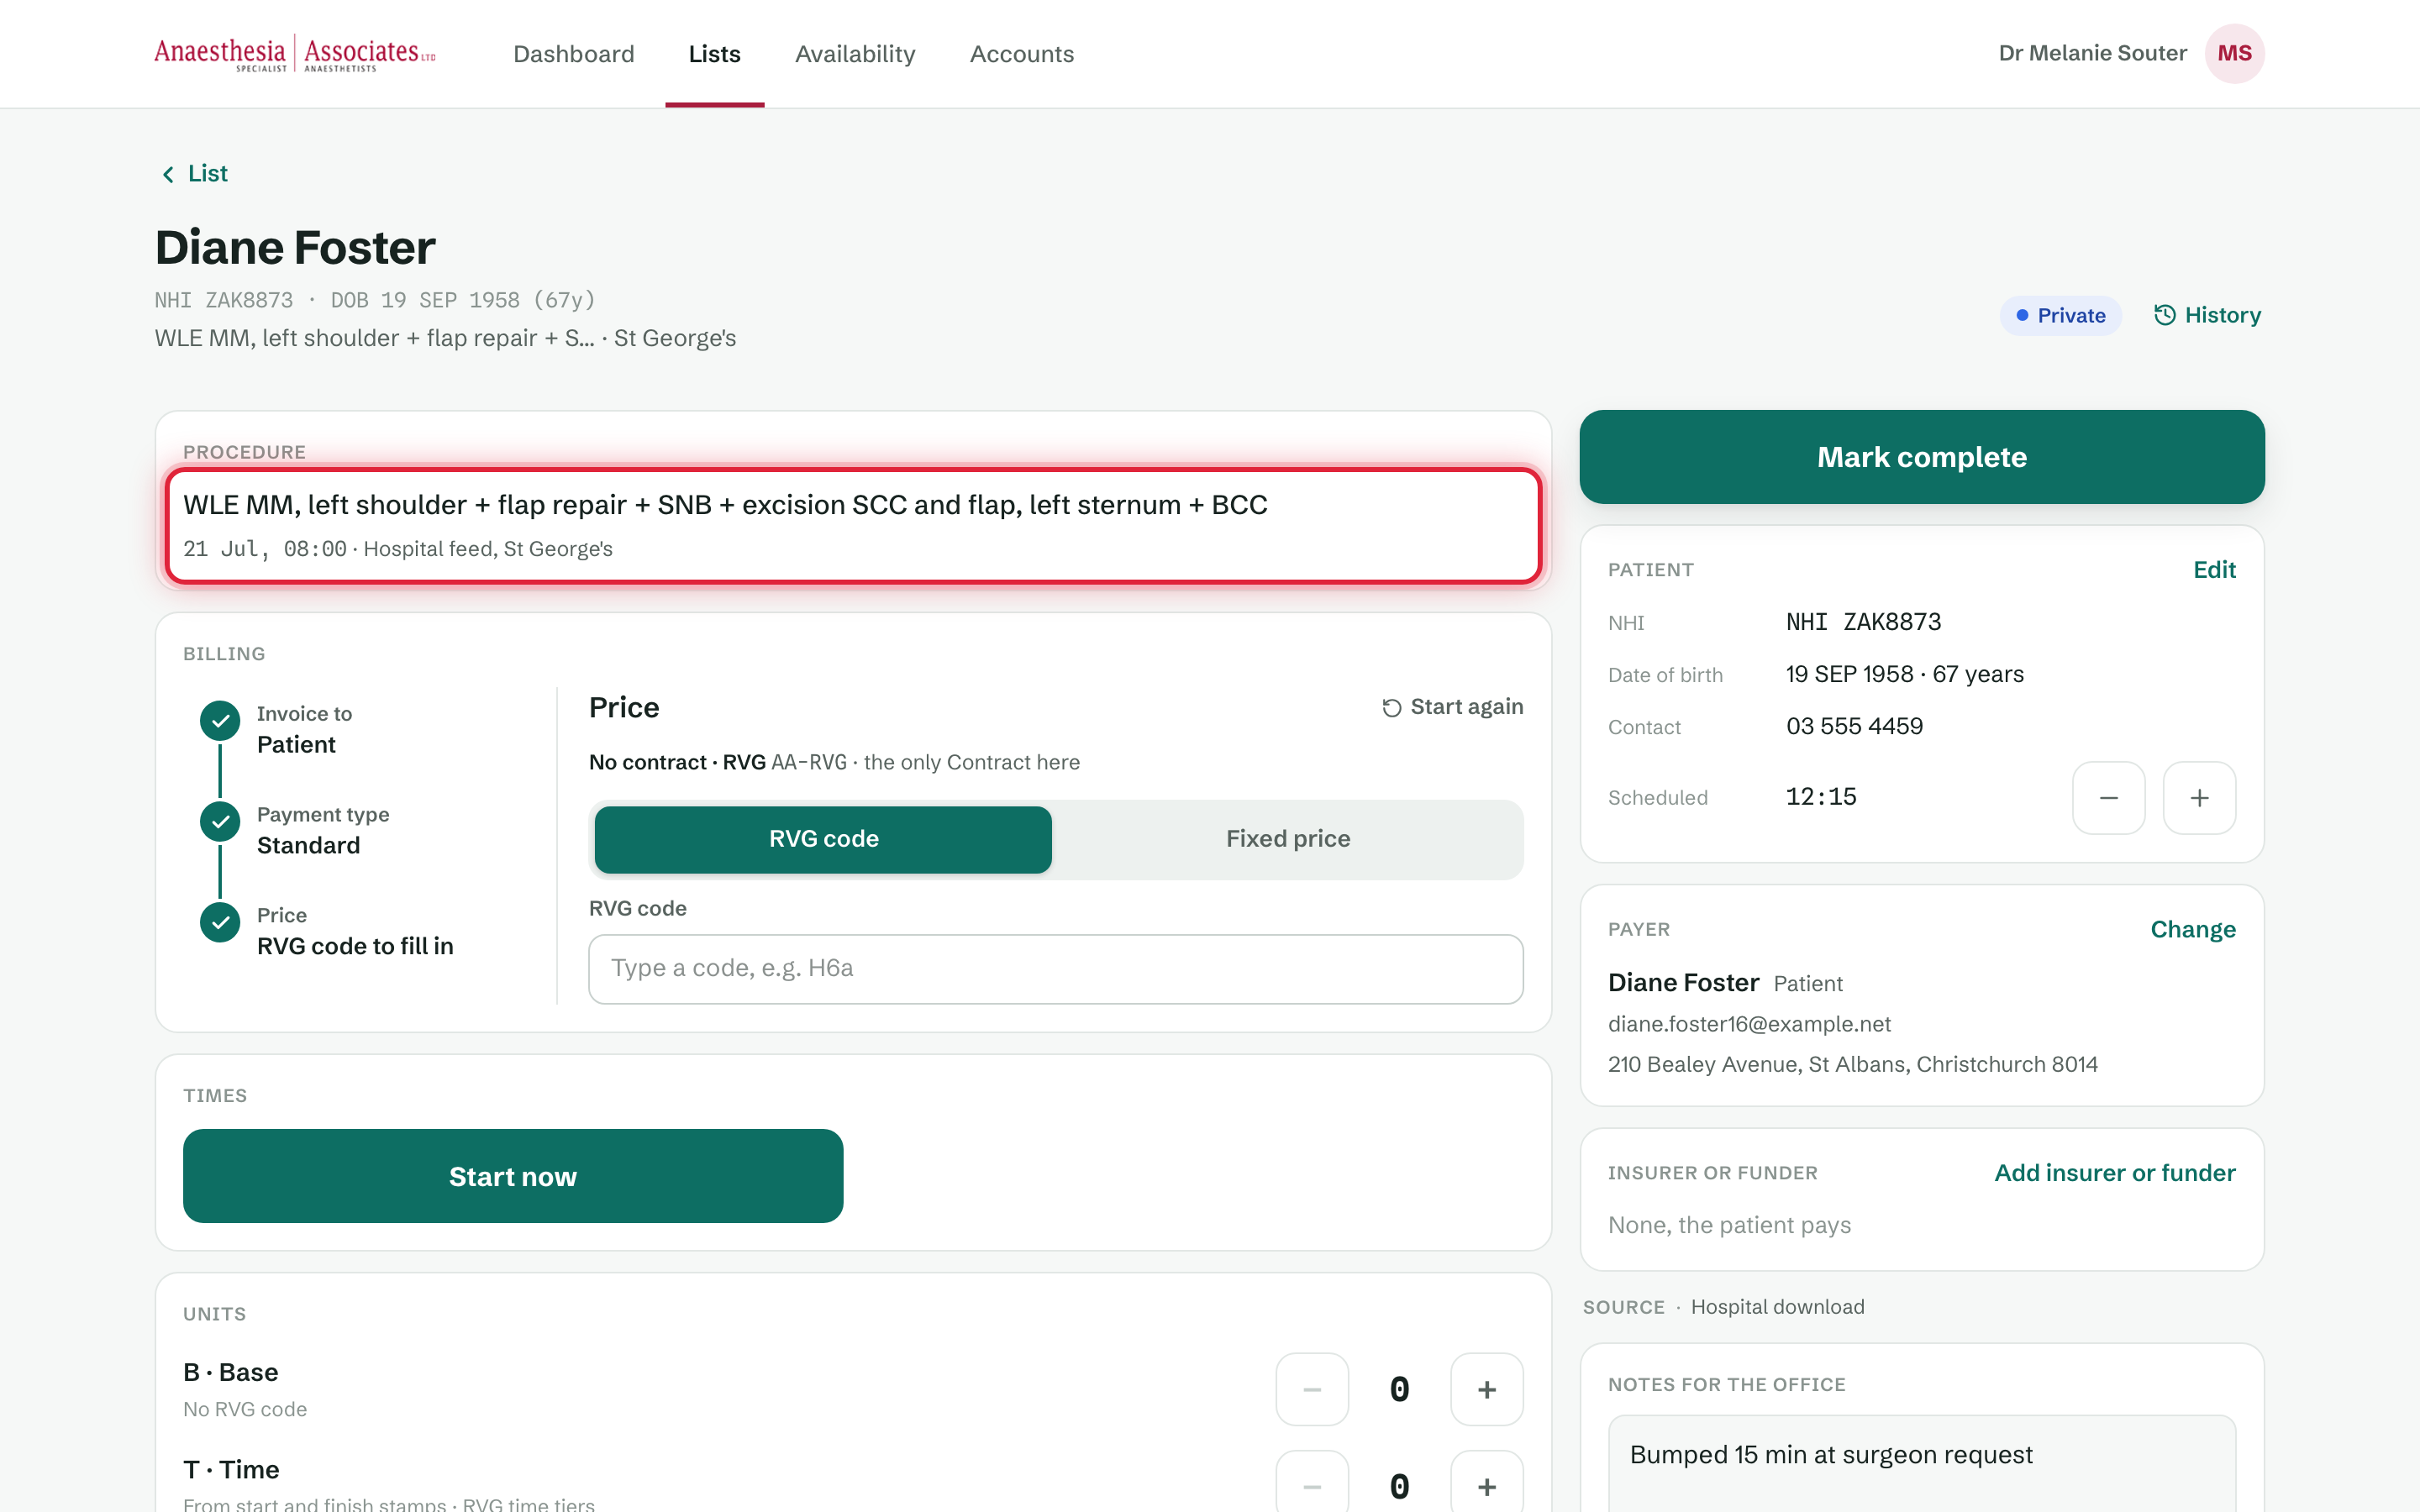 Anaesthesia Associates LTD
SPECIALIST ANAESTHETISTS
Dashboard
Lists
Availability
Accounts
Dr Melanie Souter
MS
List
Diane Foster
NHI ZAK8873 · DOB 19 SEP 1958 (67y)
WLE MM, left shoulder + flap repair + S... · St George's
Private
History
PROCEDURE
WLE MM, left shoulder + flap repair + SNB + excision SCC and flap, left sternum + BCC
21 Jul, 08:00 · Hospital feed, St George's
BILLING
Invoice to
Patient
Payment type
Standard
Price
RVG code to fill in
Price
Start again
No contract · RVG AA-RVG · the only Contract here
RVG code
Fixed price
RVG code
Type a code, e.g. H6a
TIMES
Start now
UNITS
B · Base
No RVG code
− 0 +
T · Time
From start and finish stamps · RVG time tiers
− 0 +
Mark complete
PATIENT
Edit
NHI
NHI ZAK8873
Date of birth
19 SEP 1958 · 67 years
Contact
03 555 4459
Scheduled
12:15
− +
PAYER
Change
Diane Foster Patient
diane.foster16@example.net
210 Bealey Avenue, St Albans, Christchurch 8014
INSURER OR FUNDER
Add insurer or funder
None, the patient pays
SOURCE · Hospital download
NOTES FOR THE OFFICE
Bumped 15 min at surgeon request